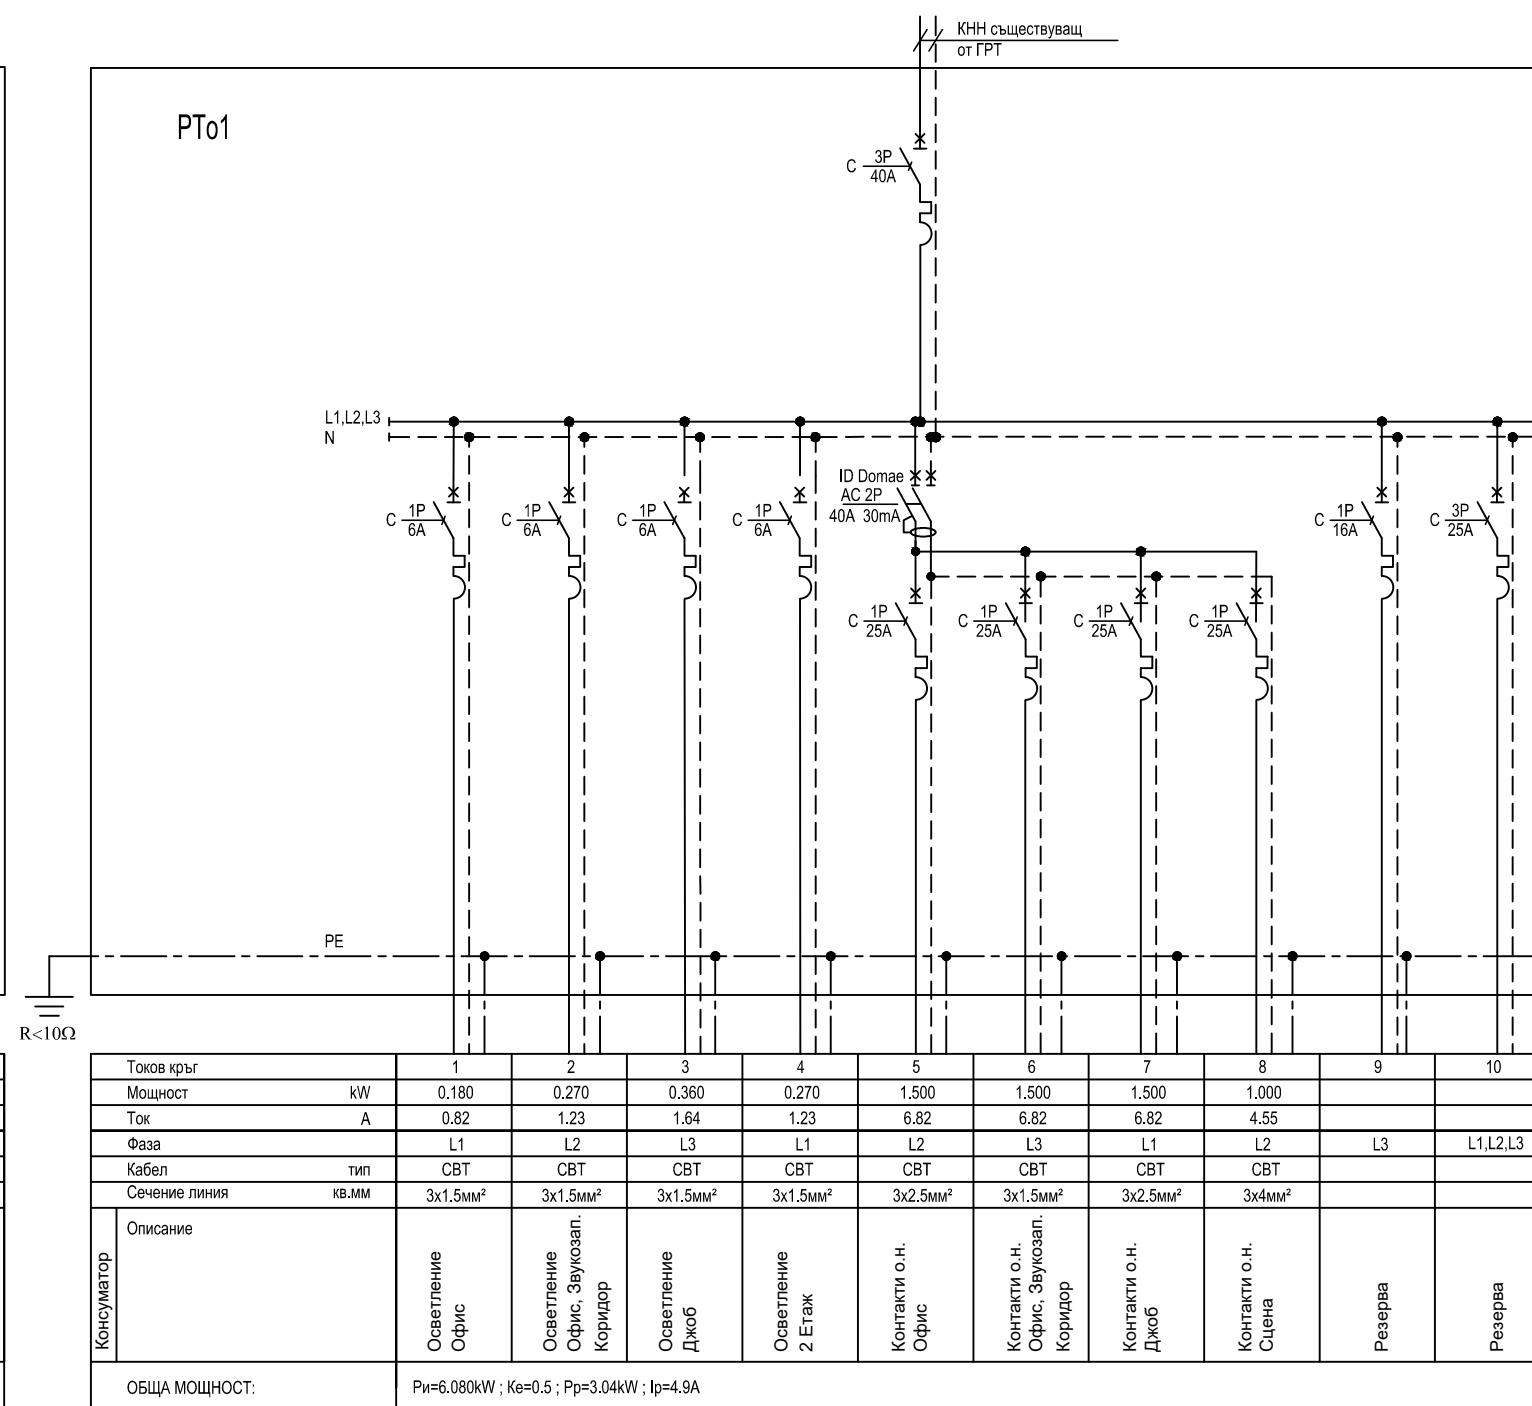 КНН съществуващ
от ГРТ
РТо1
C 3P
40A
L1,L2,L3
N
ID Domae
AC 2P
40A 30mA
C 1P
6A
C 1P
6A
C 1P
6A
C 1P
6A
C 1P
16A
C 3P
25A
C 1P
25A
C 1P
25A
C 1P
25A
C 1P
25A
PE
R<10Ω
Токов кръг 1 2 3 4 5 6 7 8 9 10
Мощност kW 0.180 0.270 0.360 0.270 1.500 1.500 1.500 1.000
Ток A 0.82 1.23 1.64 1.23 6.82 6.82 6.82 4.55
Фаза L1 L2 L3 L1 L2 L3 L1 L2 L3 L1,L2,L3
Кабел тип СВТ СВТ СВТ СВТ СВТ СВТ СВТ СВТ
Сечение линия кв.мм 3x1.5мм² 3x1.5мм² 3x1.5мм² 3x1.5мм² 3x2.5мм² 3x1.5мм² 3x2.5мм² 3x4мм²
Консуматор
Описание
Осветление
Офис
Осветление
Офис, Звукозап.
Коридор
Осветление
Джоб
Осветление
2 Етаж
Контакти о.н.
Офис
Контакти о.н.
Офис, Звукозап.
Коридор
Контакти о.н.
Джоб
Контакти о.н.
Сцена
Резерва
Резерва
ОБЩА МОЩНОСТ: Ри=6.080kW ; Ке=0.5 ; Рр=3.04kW ; Iр=4.9A